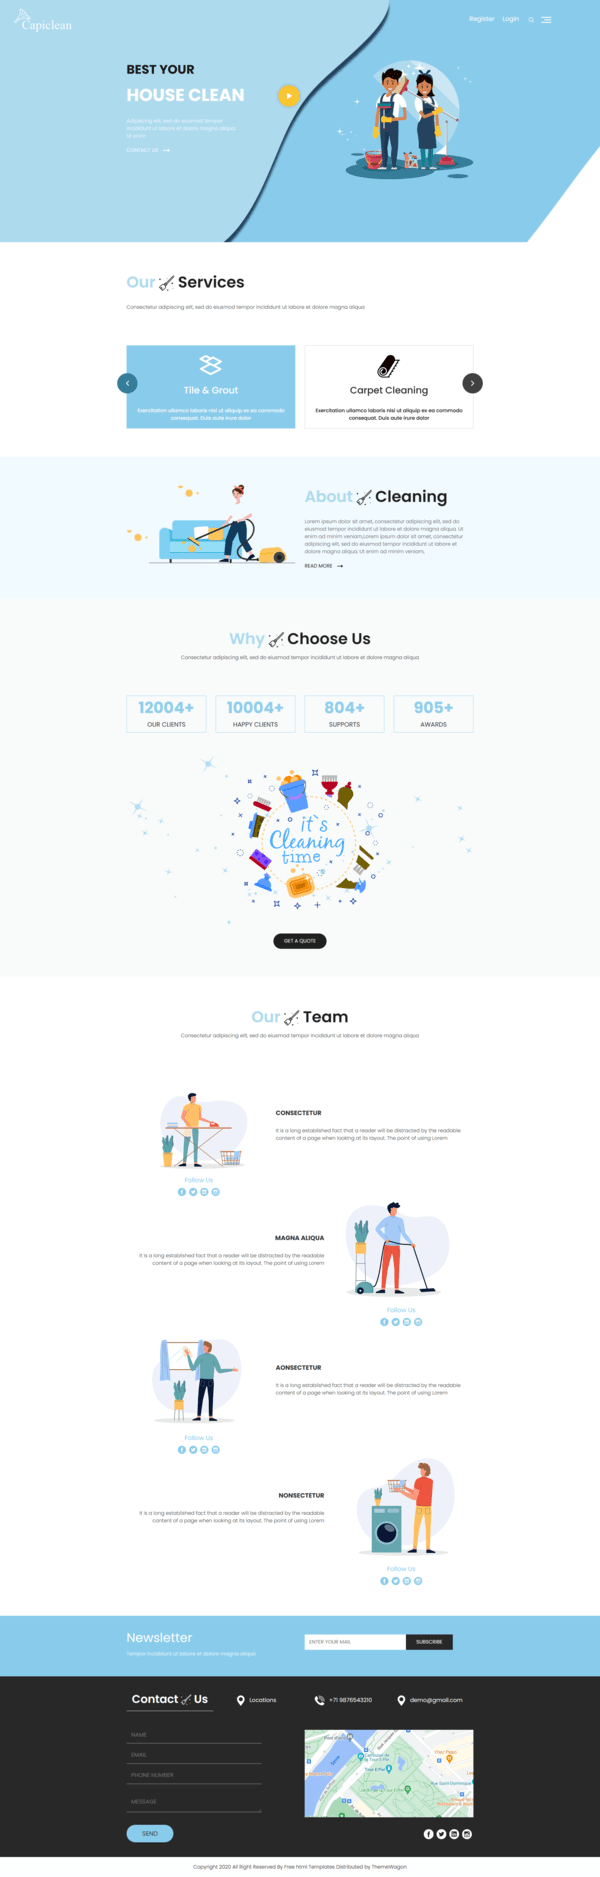 Capiclean
Register Login
BEST YOUR
HOUSE CLEAN
Adipiscing elit, sed do eiusmod tempor
incididunt ut labore et dolore magna aliqua
ut enim
CONTACT US
Our Services
Consectetur adipiscing elit, sed do eiusmod tempor incididunt ut labore et dolore magna aliqua
Tile & Grout
Exercitation ullamco laboris nisi ut aliquip ex ea commodo
consequat. Duis aute irure dolor
Carpet Cleaning
Exercitation ullamco laboris nisi ut aliquip ex ea commodo
consequat. Duis aute irure dolor
About Cleaning
Lorem ipsum dolor sit amet, consectetur adipiscing elit, sed do
eiusmod tempor incididunt ut labore et dolore magna aliqua. Ut
enim ad minim veniam,Lorem ipsum dolor sit amet, consectetur
adipiscing elit, sed do eiusmod tempor incididunt ut labore et
dolore magna aliqua. Ut enim ad minim veniam,
READ MORE
Why Choose Us
Consectetur adipiscing elit, sed do eiusmod tempor incididunt ut labore et dolore magna aliqua
12004+
OUR CLIENTS
10004+
HAPPY CLIENTS
804+
SUPPORTS
905+
AWARDS
it`s
Cleaning
time
GET A QUOTE
Our Team
Consectetur adipiscing elit, sed do eiusmod tempor incididunt ut labore et dolore magna aliqua
CONSECTETUR
It is a long established fact that a reader will be distracted by the readable
content of a page when looking at its layout. The point of using Lorem
Follow Us
MAGNA ALIQUA
It is a long established fact that a reader will be distracted by the readable
content of a page when looking at its layout. The point of using Lorem
Follow Us
AONSECTETUR
It is a long established fact that a reader will be distracted by the readable
content of a page when looking at its layout. The point of using Lorem
Follow Us
NONSECTETUR
It is a long established fact that a reader will be distracted by the readable
content of a page when looking at its layout. The point of using Lorem
Follow Us
Newsletter
Tempor incididunt ut labore et dolore magna aliqua
ENTER YOUR MAIL
SUBSCRIBE
Contact Us
Locations
+71 9876543210
demo@gmail.com
NAME
EMAIL
PHONE NUMBER
MESSAGE
SEND
Tour Eiffel
Rue Saint-Dominique
Copyright 2020 All Right Reserved By Free html Templates Distributed by ThemeWagon